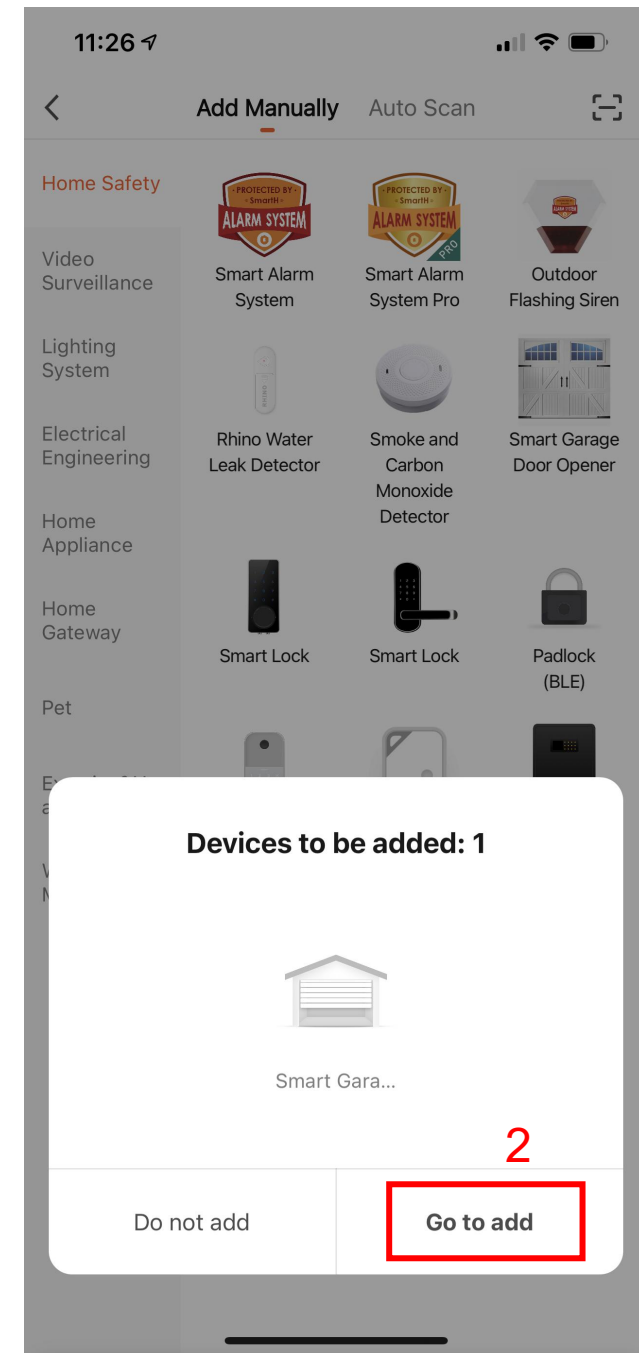 11:26
Add Manually
Auto Scan
Home Safety
Video
Surveillance
Lighting
System
Electrical
Engineering
Home
Appliance
Home
Gateway
Pet
PROTECTED BY
SmartH
ALARM SYSTEM
Smart Alarm
System
PROTECTED BY
SmartH
ALARM SYSTEM
PRO
Smart Alarm
System Pro
Outdoor
Flashing Siren
Rhino Water
Leak Detector
Smoke and
Carbon
Monoxide
Detector
Smart Garage
Door Opener
Smart Lock
Smart Lock
Padlock
(BLE)
Devices to be added: 1
Smart Gara...
2
Do not add
Go to add